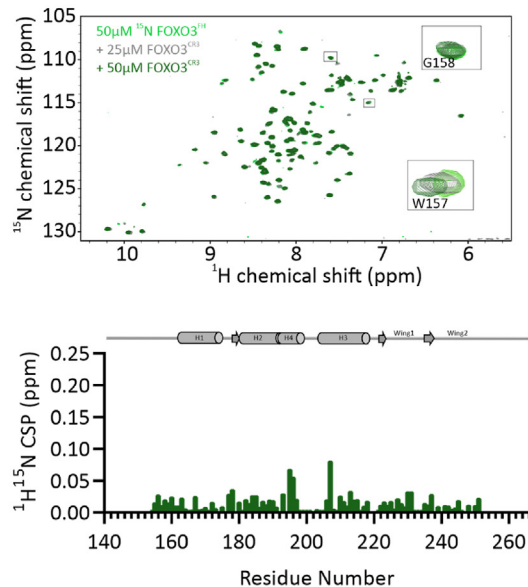 50μM ¹⁵N FOXO3ᶠᴴ
+ 25μM FOXO3ᶜᴿ³
+ 50μM FOXO3ᶜᴿ³
G158
W157
105
110
115
120
125
130
¹⁵N chemical shift (ppm)
10 9 8 7 6
¹H chemical shift (ppm)
H1 H2 H4 H3 Wing1 Wing2
0.25
0.20
0.15
0.10
0.05
0.00
¹H¹⁵N CSP (ppm)
140 160 180 200 220 240 260
Residue Number